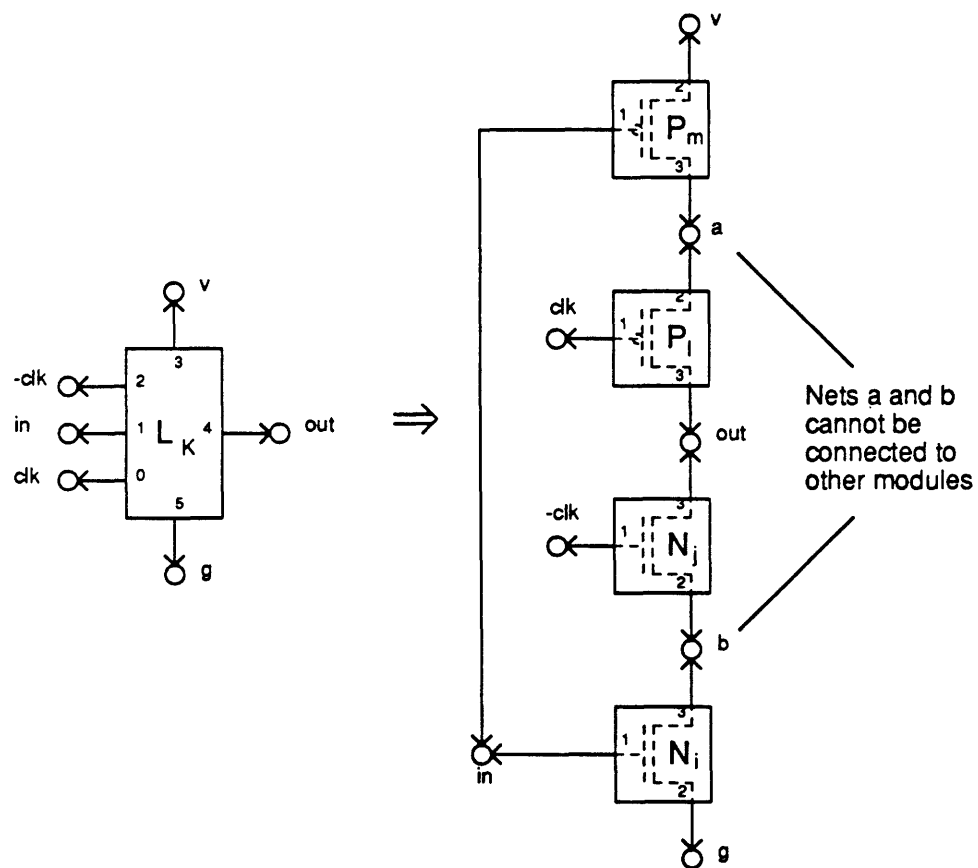 v
3
-clk
2
in
1
L K
4
out
clk
0
5
g
⇒
v
2
1
P m
3
a
clk
2
1
P l
3
out
-clk
3
1
N j
2
b
3
1
N i
2
in
g
Nets a and b
cannot be
connected to
other modules